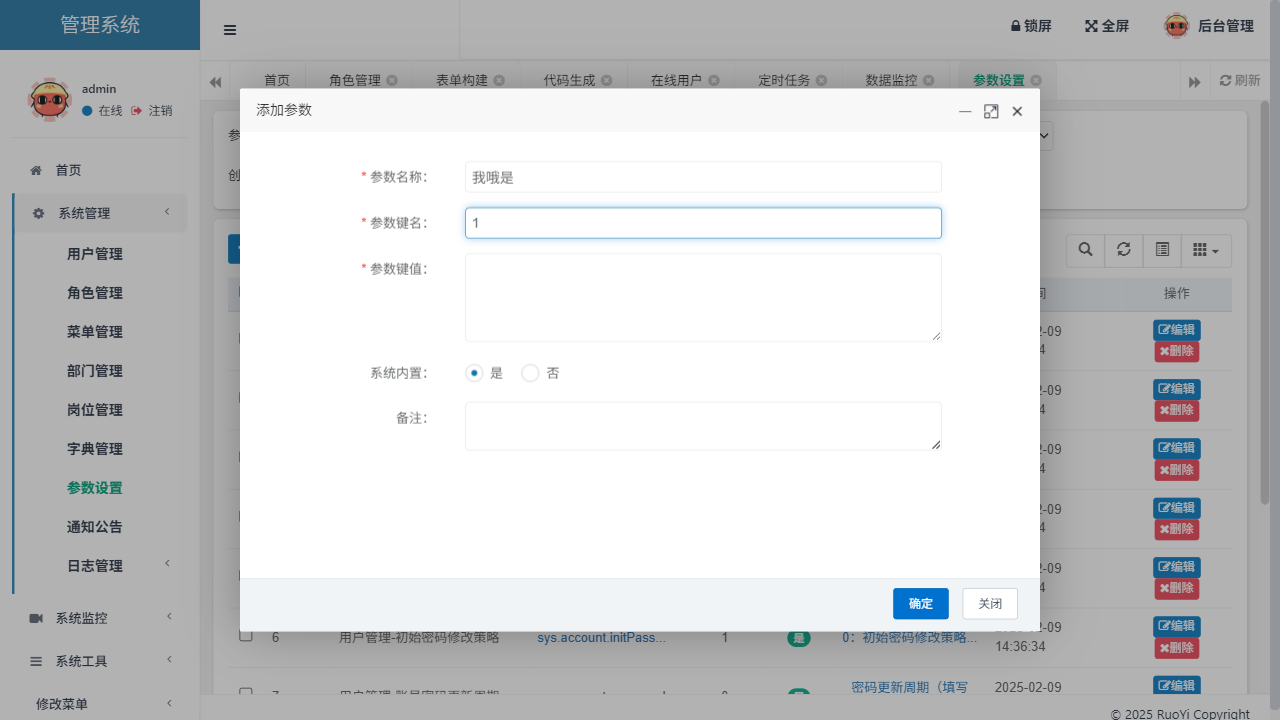 管理系统
锁屏
全屏
后台管理
admin
在线
注销
首页
角色管理
表单构建
代码生成
在线用户
定时任务
数据监控
参数设置
刷新
添加参数
* 参数名称：
我哦是
* 参数键名：
1
* 参数键值：
系统内置：
是
否
备注：
确定
关闭
首页
系统管理
用户管理
角色管理
菜单管理
部门管理
岗位管理
字典管理
参数设置
通知公告
日志管理
系统监控
系统工具
修改菜单
操作
编辑
删除
编辑
删除
编辑
删除
编辑
删除
编辑
删除
6
用户管理-初始密码修改策略
sys.account.initPass...
1
是
0：初始密码修改策略...
14:36:34
编辑
删除
密码更新周期（填写
2025-02-09
编辑
© 2025 RuoYi Copyright